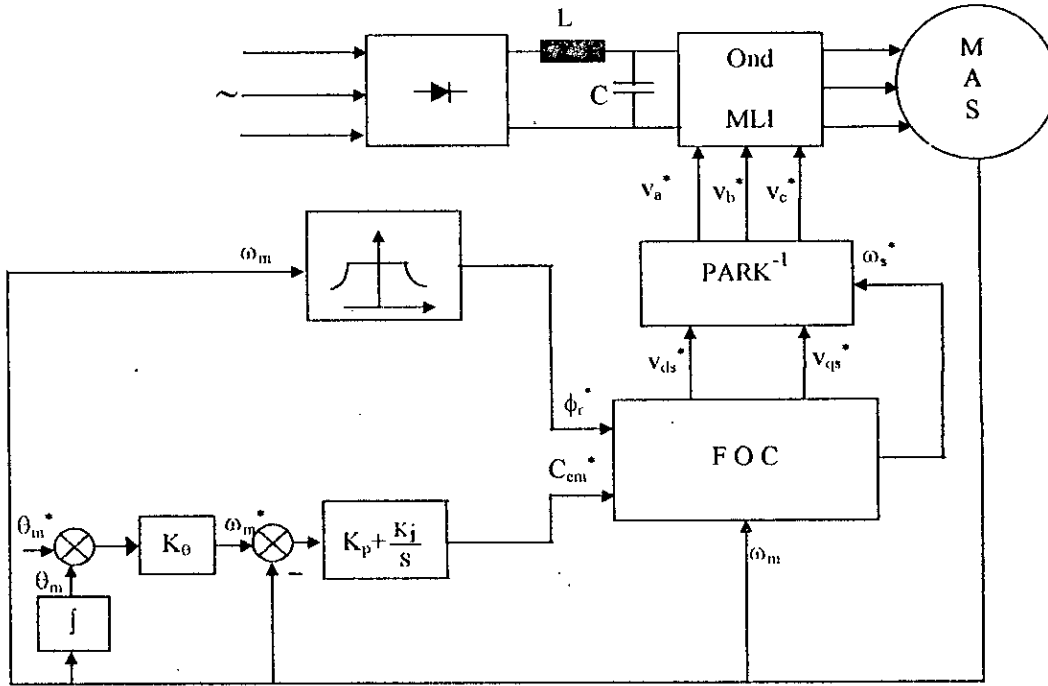 L
~
C
Ond
MLI
M
A
S
v_a^*
v_b^*
v_c^*
ω_m
PARK^-1
ω_s^*
v_ds^*
v_qs^*
ϕ_r^*
F O C
C_em^*
θ_m^*
K_θ
ω_m^*
K_p+K_i/S
-
ω_m
θ_m
∫